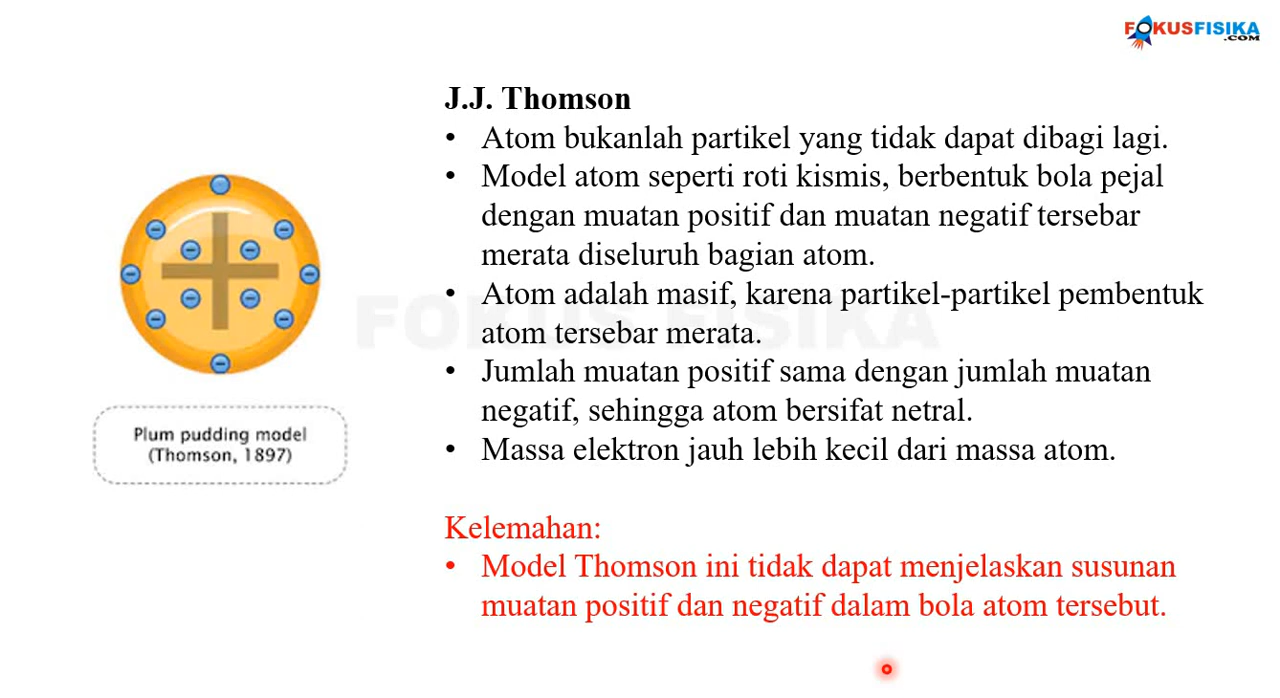 FOKUSFISIKA
.COM
J.J. Thomson
• Atom bukanlah partikel yang tidak dapat dibagi lagi.
• Model atom seperti roti kismis, berbentuk bola pejal
dengan muatan positif dan muatan negatif tersebar
merata diseluruh bagian atom.
• Atom adalah masif, karena partikel-partikel pembentuk
atom tersebar merata.
FOKUS FISIKA
• Jumlah muatan positif sama dengan jumlah muatan
negatif, sehingga atom bersifat netral.
• Massa elektron jauh lebih kecil dari massa atom.
Plum pudding model
(Thomson, 1897)
Kelemahan:
• Model Thomson ini tidak dapat menjelaskan susunan
muatan positif dan negatif dalam bola atom tersebut.